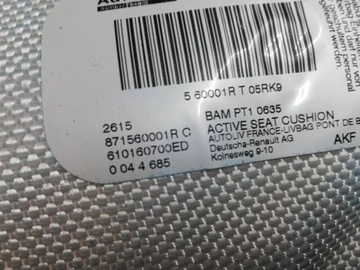 5 60001R T 05RK9
2615
871560001R C
610160700ED
0 04 4 685
BAM PT1 0635
ACTIVE SEAT CUSHION
AUTOLIV FRANCE-LIVBAG PONT DE B
Deutsche-Renault AG
Kolnesweg 9-10
AKF